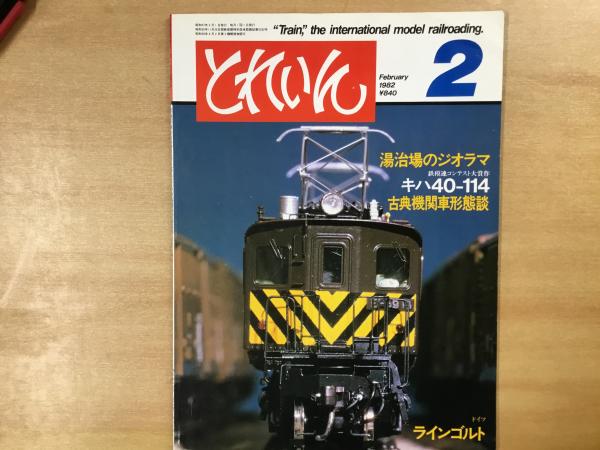 "Train," the international model railroading.
とれいん
February
1982
¥840
2
湯治場のジオラマ
鉄模連コンテスト大賞作
キハ40-114
古典機関車形態談
ドイツ
ラインゴルト